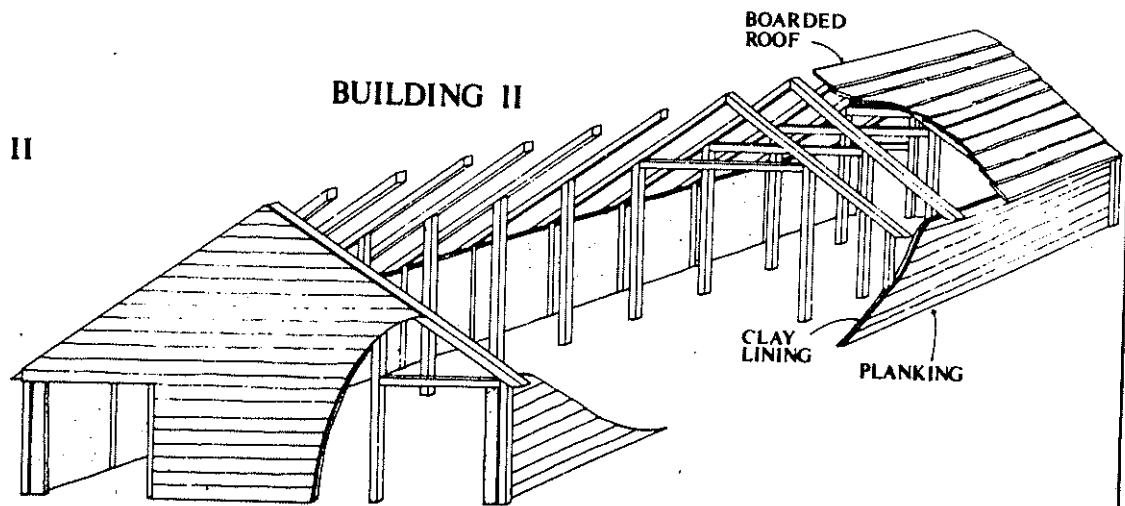 BOARDED
ROOF
BUILDING II
II
CLAY
LINING
PLANKING